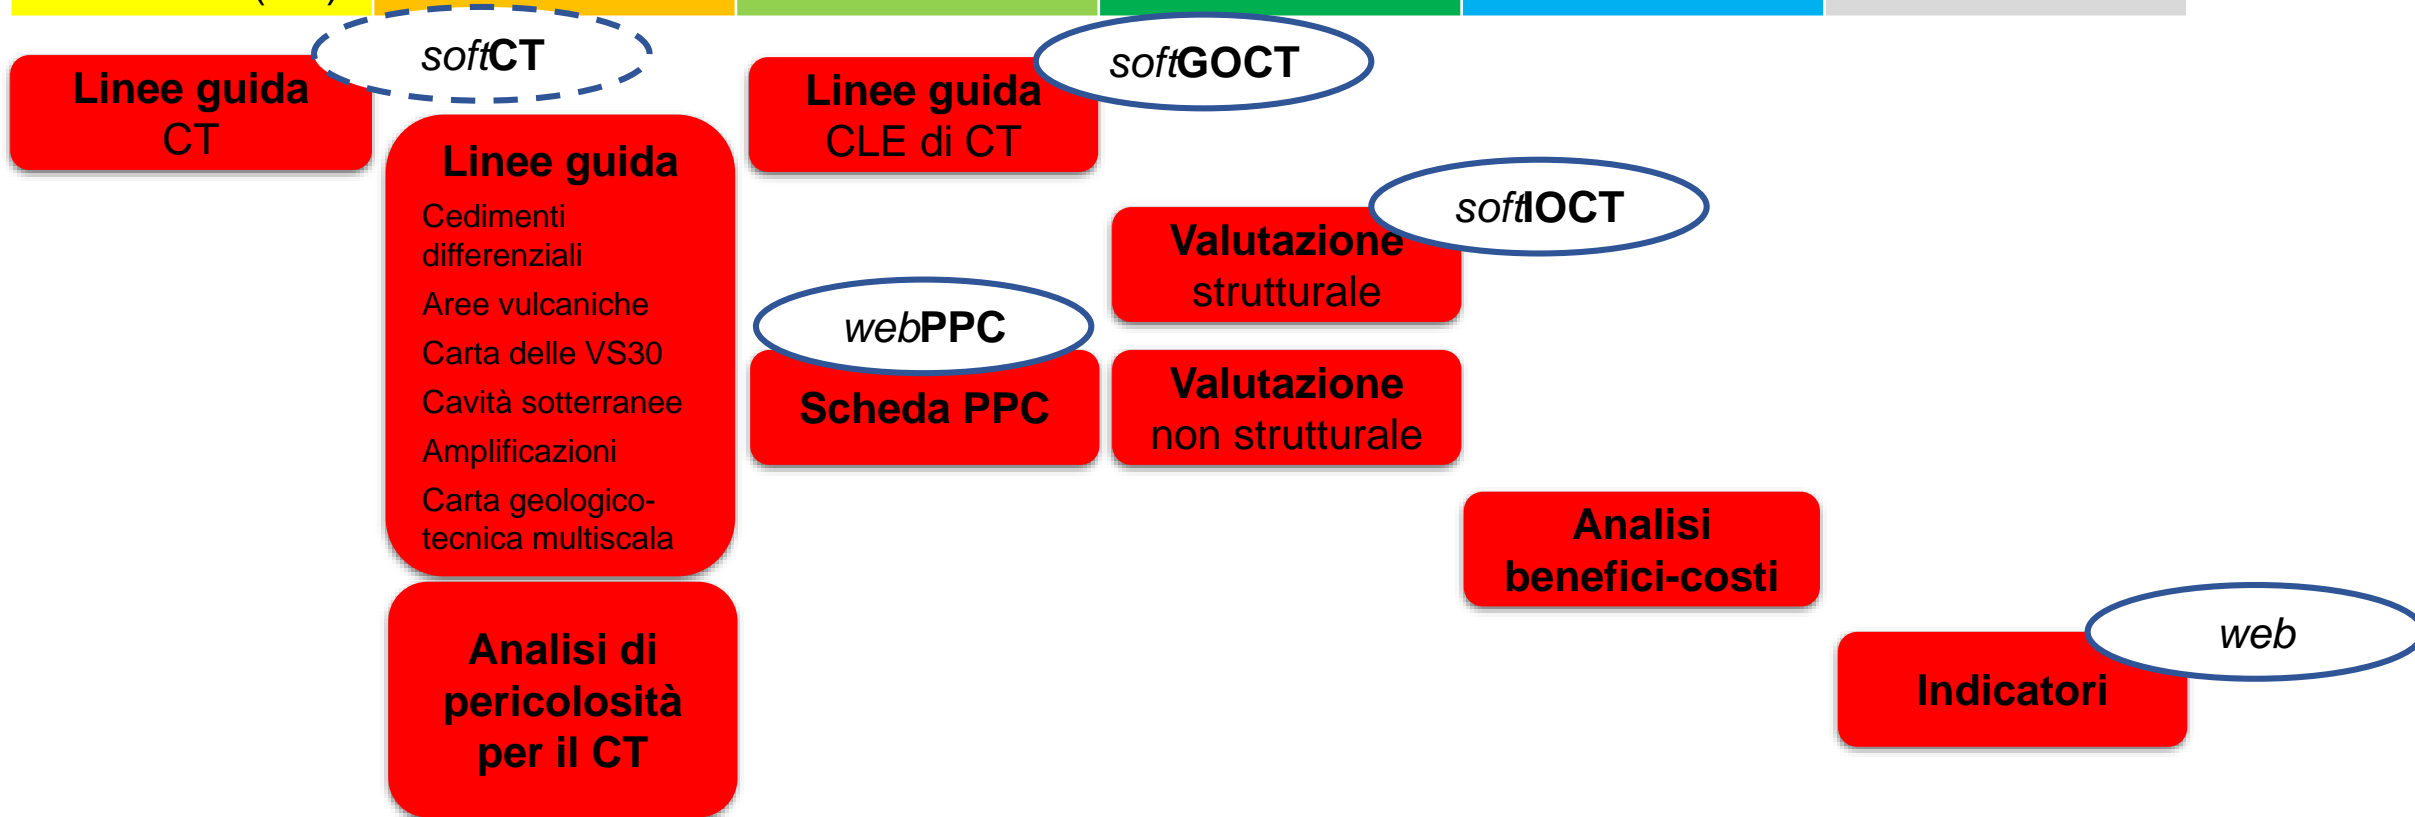 softCT
Linee guida
CT
Linee guida
Cedimenti
differenziali
Aree vulcaniche
Carta delle VS30
Cavità sotterranee
Amplificazioni
Carta geologico-
tecnica multiscala
Analisi di
pericolosità
per il CT
softGOCT
Linee guida
CLE di CT
webPPC
Scheda PPC
softIOCT
Valutazione
strutturale
Valutazione
non strutturale
Analisi
benefici-costi
web
Indicatori